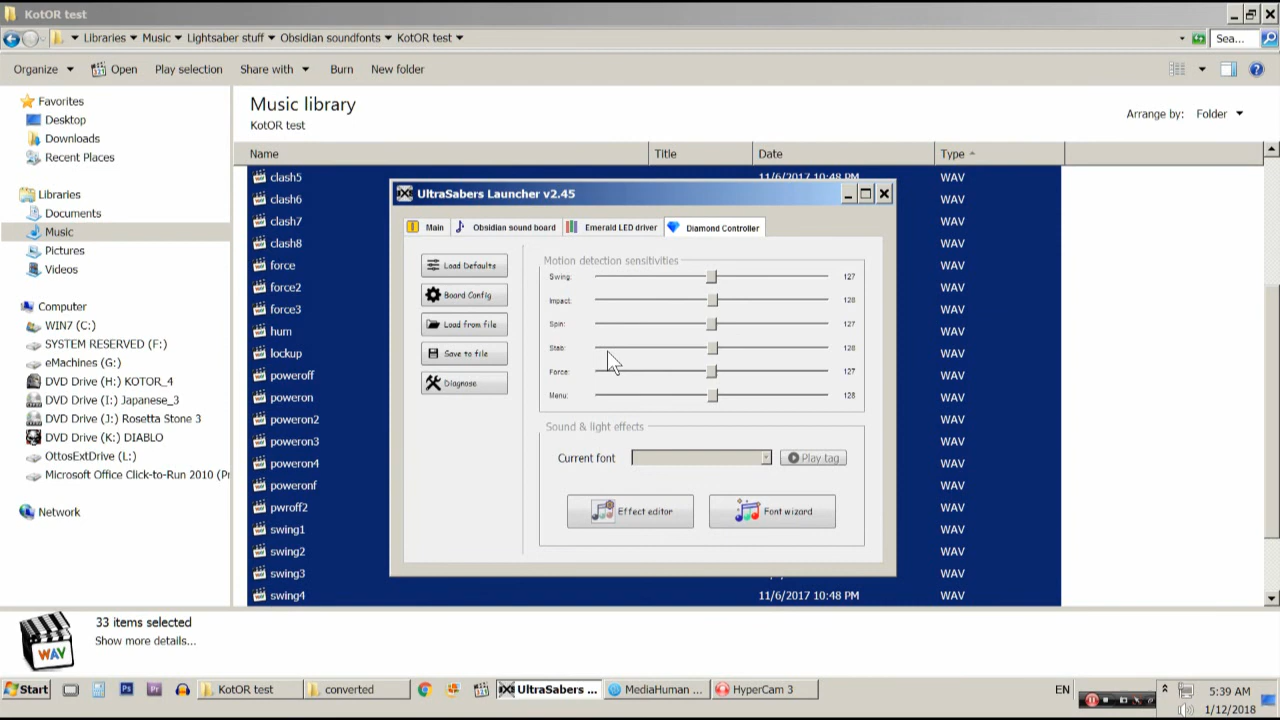 KotOR test
Libraries Music Lightsaber stuff Obsidian soundfonts KotOR test
Sea...
Organize Open Play selection Share with Burn New folder
Favorites
Desktop
Downloads
Recent Places
Libraries
Documents
Music
Pictures
Videos
Computer
WIN7 (C:)
SYSTEM RESERVED (F:)
eMachines (G:)
DVD Drive (H:) KOTOR_4
DVD Drive (I:) Japanese_3
DVD Drive (J:) Rosetta Stone 3
DVD Drive (K:) DIABLO
OttosExtDrive (L:)
Microsoft Office Click-to-Run 2010 (Pr
Network
Music library
KotOR test
Arrange by: Folder
Name Title Date Type
clash5 11/6/2017 10:48 PM WAV
clash6 WAV
clash7 WAV
clash8 WAV
force WAV
force2 WAV
force3 WAV
hum WAV
lockup WAV
poweroff WAV
poweron WAV
poweron2 WAV
poweron3 WAV
poweron4 WAV
poweronf WAV
pwroff2 WAV
swing1 WAV
swing2 WAV
swing3 WAV
swing4 11/6/2017 10:48 PM WAV
UltraSabers Launcher v2.45
Main Obsidian sound board Emerald LED driver Diamond Controller
Load Defaults
Board Config
Load from file
Save to file
Diagnose
Motion detection sensitivities
Swing: 127
Impact: 128
Spin: 127
Stab: 128
Force: 127
Menu: 128
Sound & light effects
Current font Play tag
Effect editor Font wizard
WAV
33 items selected
Show more details...
Start KotOR test converted UltraSabers ... MediaHuman ... HyperCam 3 EN 5:39 AM
1/12/2018